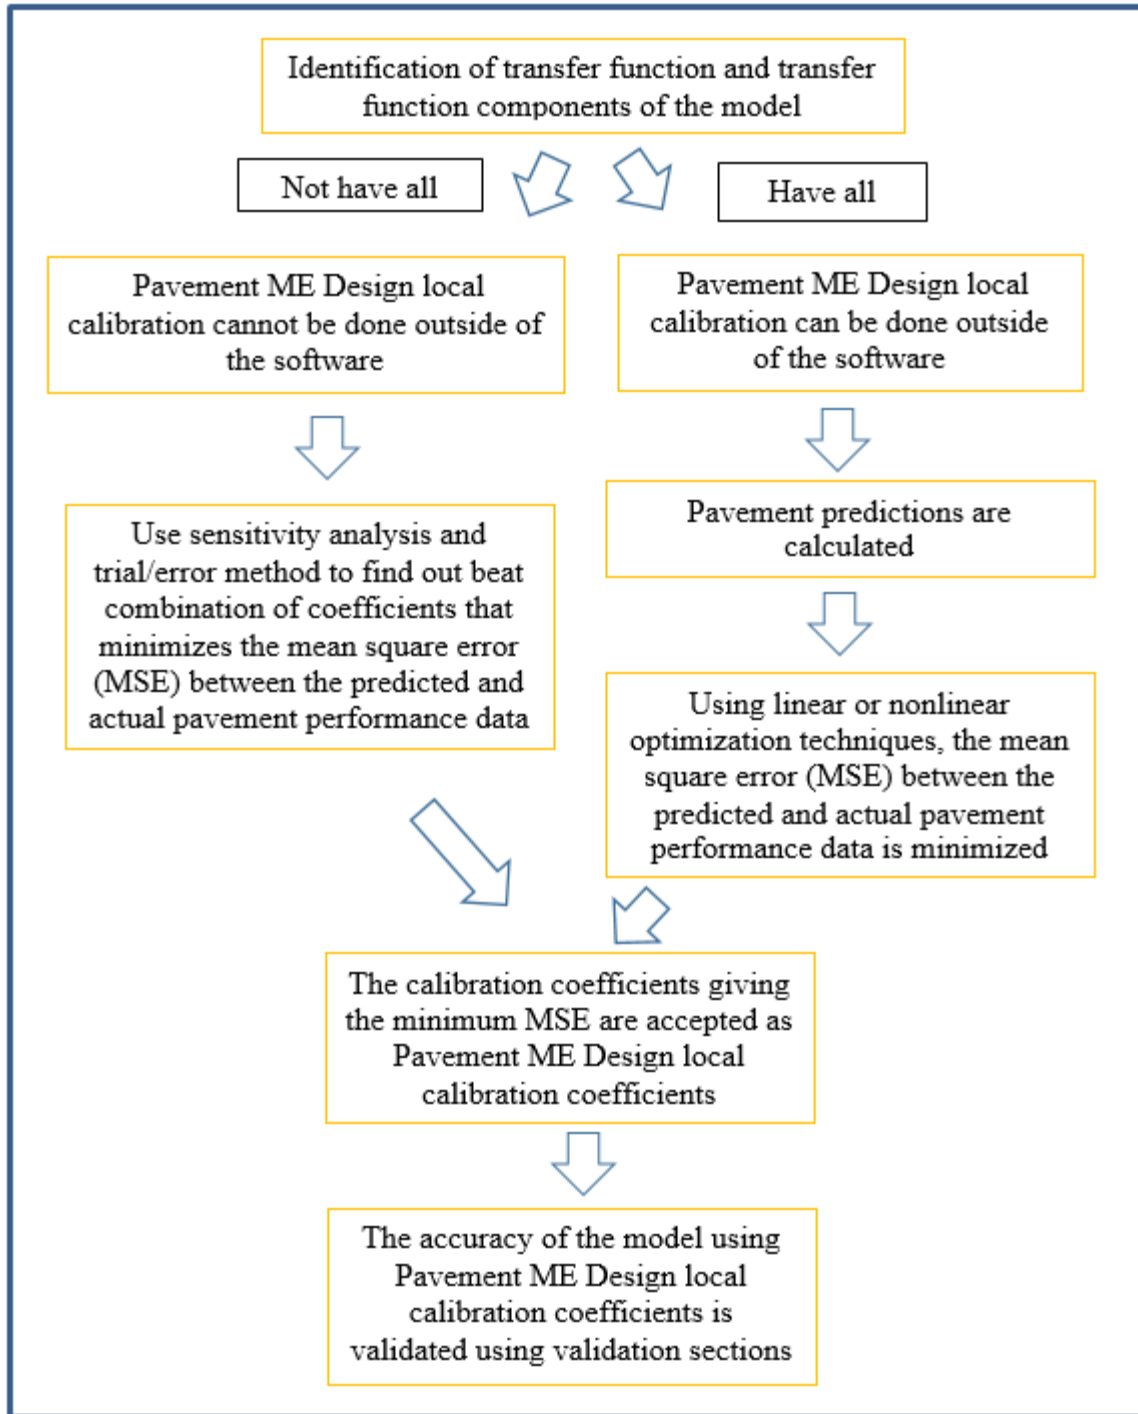 Identification of transfer function and transfer
function components of the model
Not have all
Have all
Pavement ME Design local
calibration cannot be done outside of
the software
Pavement ME Design local
calibration can be done outside
of the software
Use sensitivity analysis and
trial/error method to find out beat
combination of coefficients that
minimizes the mean square error
(MSE) between the predicted and
actual pavement performance data
Pavement predictions are
calculated
Using linear or nonlinear
optimization techniques, the mean
square error (MSE) between the
predicted and actual pavement
performance data is minimized
The calibration coefficients giving
the minimum MSE are accepted as
Pavement ME Design local
calibration coefficients
The accuracy of the model using
Pavement ME Design local
calibration coefficients is
validated using validation sections